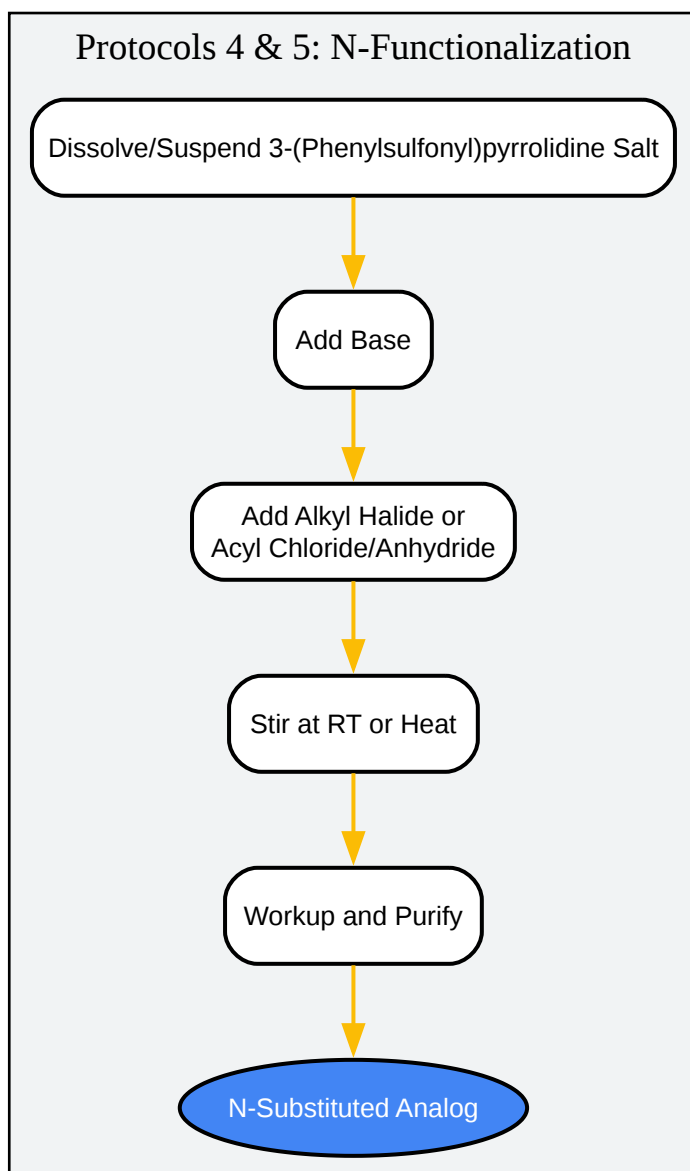 Protocols 4 & 5: N-Functionalization
Dissolve/Suspend 3-(Phenylsulfonyl)pyrrolidine Salt
Add Base
Add Alkyl Halide or
Acyl Chloride/Anhydride
Stir at RT or Heat
Workup and Purify
N-Substituted Analog